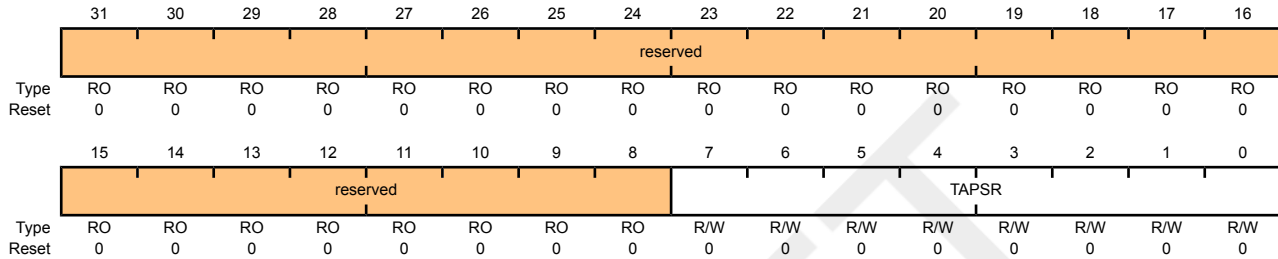 31 30 29 28 27 26 25 24 23 22 21 20 19 18 17 16
reserved
Type RO RO RO RO RO RO RO RO RO RO RO RO RO RO RO RO
Reset 0 0 0 0 0 0 0 0 0 0 0 0 0 0 0 0
15 14 13 12 11 10 9 8 7 6 5 4 3 2 1 0
reserved TAPSR
Type RO RO RO RO RO RO RO RO R/W R/W R/W R/W R/W R/W R/W R/W
Reset 0 0 0 0 0 0 0 0 0 0 0 0 0 0 0 0